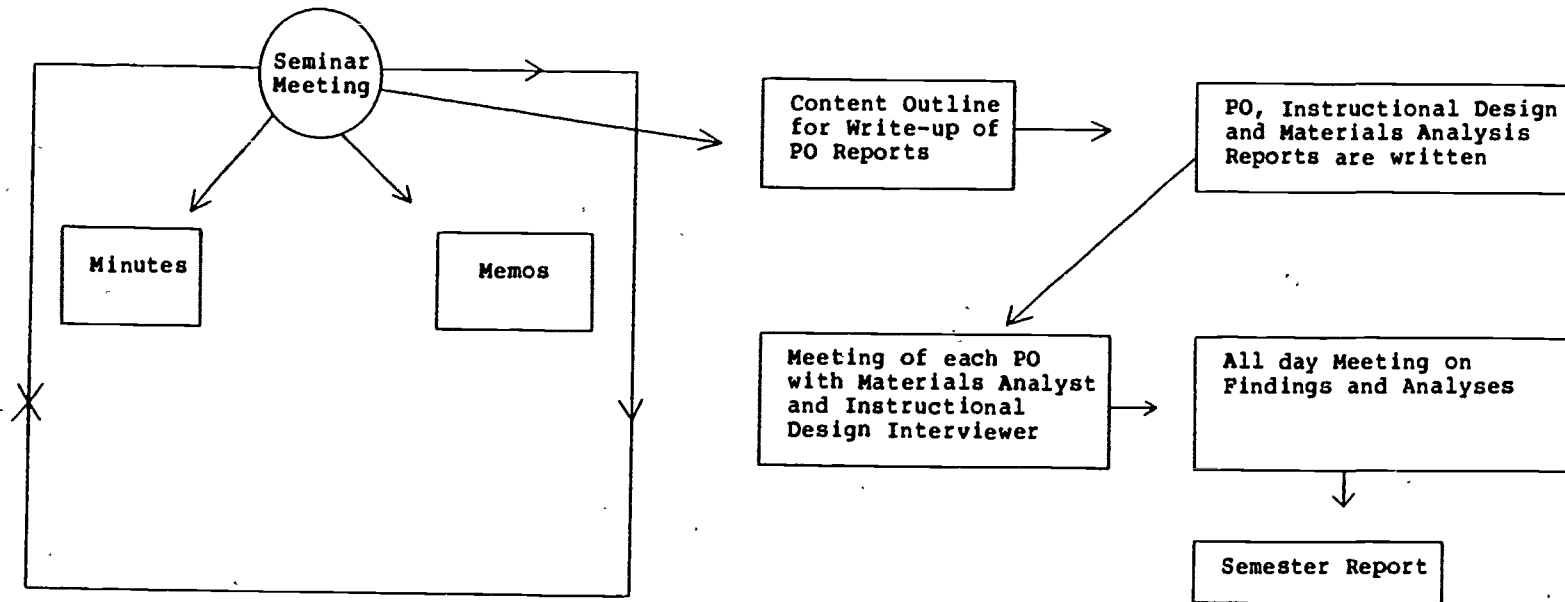 Seminar
Meeting
Minutes
Memos
Content Outline
for Write-up of
PO Reports
PO, Instructional Design
and Materials Analysis
Reports are written
Meeting of each PO
with Materials Analyst
and Instructional
Design Interviewer
All day Meeting on
Findings and Analyses
Semester Report